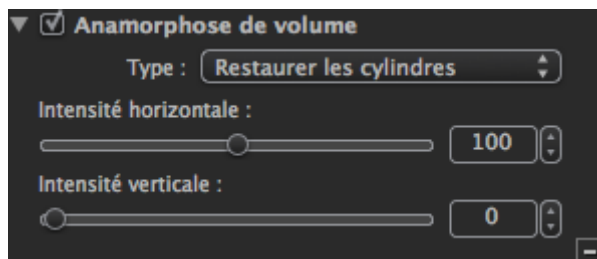 Anamorphose de volume
Type : Restaurer les cylindres
Intensité horizontale :
100
Intensité verticale :
0